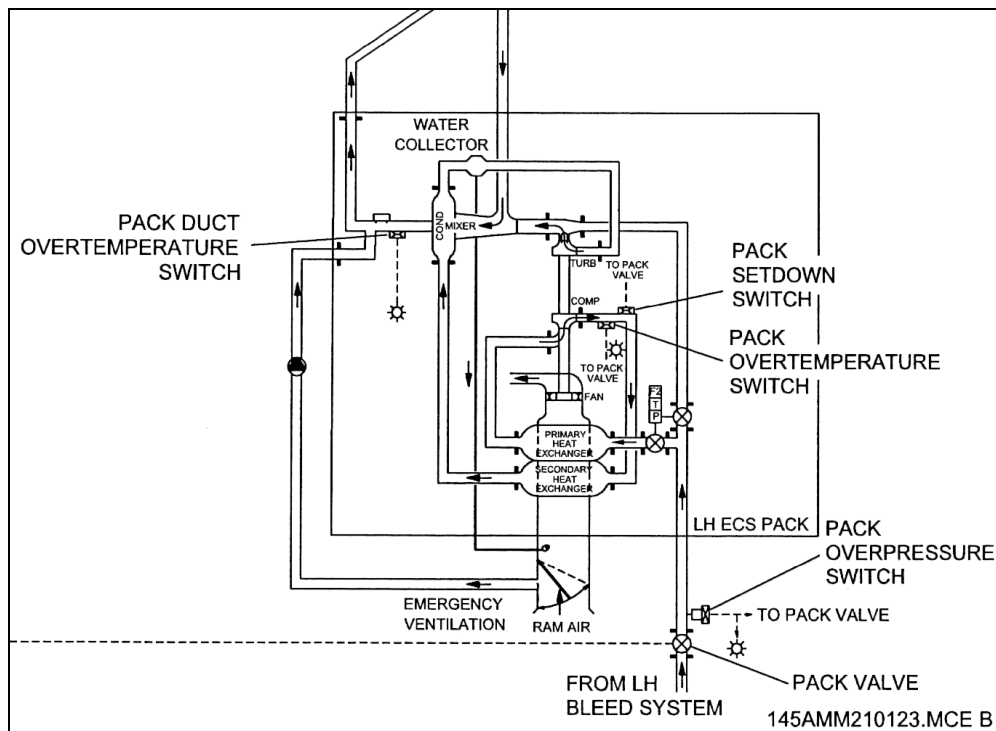 WATER
COLLECTOR
PACK DUCT
OVERTEMPERATURE
SWITCH
COND
MIXER
TURB
TO PACK
VALVE
PACK
SETDOWN
SWITCH
COMP
PACK
OVERTEMPERATURE
SWITCH
TO PACK
VALVE
FAN
F2
T
P
PRIMARY
HEAT
EXCHANGER
SECONDARY
HEAT
EXCHANGER
LH ECS PACK
PACK
OVERPRESSURE
SWITCH
EMERGENCY
VENTILATION
RAM AIR
TO PACK VALVE
PACK VALVE
FROM LH
BLEED SYSTEM
145AMM210123.MCE B